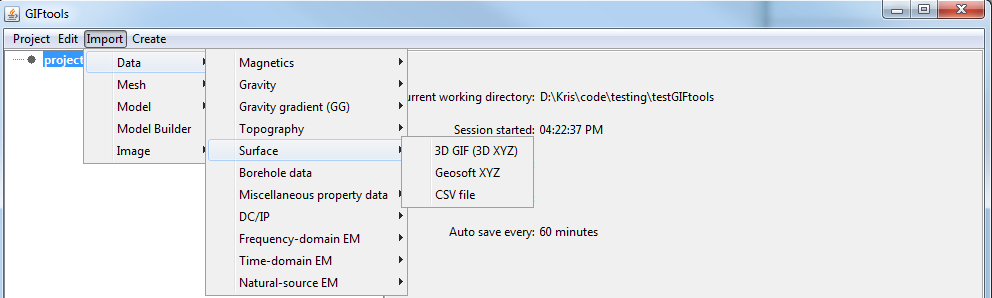 GIFtools
Project Edit Import Create
project
Data
Mesh
Model
Model Builder
Image
Magnetics
Gravity
Gravity gradient (GG)
Topography
Surface
Borehole data
Miscellaneous property data
DC/IP
Frequency-domain EM
Time-domain EM
Natural-source EM
3D GIF (3D XYZ)
Geosoft XYZ
CSV file
urrent working directory: D:\Kris\code\testing\testGIFtools
Session started: 04:22:37 PM
Auto save every: 60 minutes